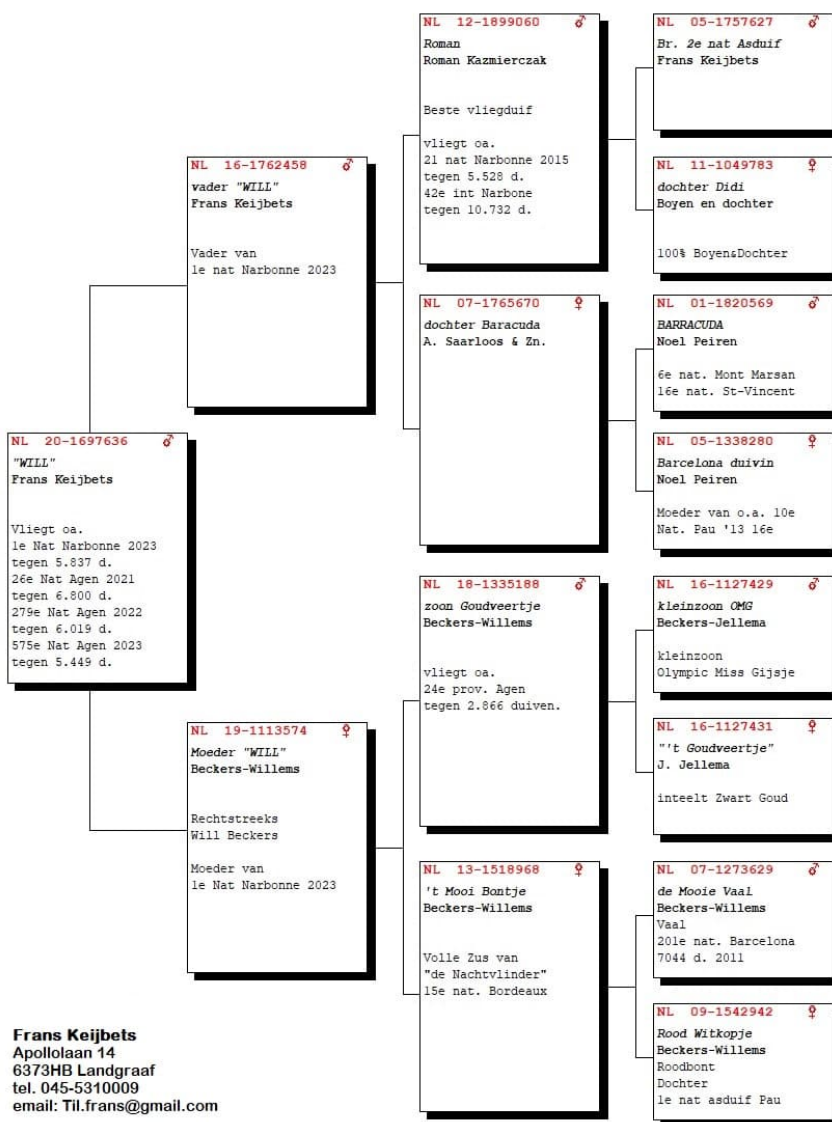 NL 20-1697636 ♂
"WILL"
Frans Keijbets
Vliegt oa.
1e Nat Narbonne 2023
tegen 5.837 d.
26e Nat Agen 2021
tegen 6.800 d.
279e Nat Agen 2022
tegen 6.019 d.
575e Nat Agen 2023
tegen 5.449 d.
NL 16-1762458 ♂
vader "WILL"
Frans Keijbets
Vader van
1e nat Narbonne 2023
NL 19-1113574 ♀
Moeder "WILL"
Beckers-Willems
Rechtstreeks
Will Beckers
Moeder van
1e Nat Narbonne 2023
NL 12-1899060 ♂
Roman
Roman Kazmierczak
Beste vliegduif
vliegt oa.
21 nat Narbonne 2015
tegen 5.528 d.
42e int Narbone
tegen 10.732 d.
NL 07-1765670 ♀
dochter Baracuda
A. Saarloos & Zn.
NL 18-1335188 ♂
zoon Goudveertje
Beckers-Willems
vliegt oa.
24e prov. Agen
tegen 2.866 duiven.
NL 13-1518968 ♀
't Mooi Bontje
Beckers-Willems
Volle Zus van
"de Nachtvlinder"
15e nat. Bordeaux
NL 05-1757627 ♂
Br. 2e nat Asduif
Frans Keijbets
NL 11-1049783 ♀
dochter Didi
Boyen en dochter
100% Boyen&Dochter
NL 01-1820569 ♂
BARRACUDA
Noel Peiren
6e nat. Mont Marsan
16e nat. St-Vincent
NL 05-1338280 ♀
Barcelona duivin
Noel Peiren
Moeder van o.a. 10e
Nat. Pau '13 16e
NL 16-1127429 ♂
kleinzoon OMG
Beckers-Jellema
kleinzoon
Olympic Miss Gijsje
NL 16-1127431 ♀
"'t Goudveertje"
J. Jellema
inteelt Zwart Goud
NL 07-1273629 ♂
de Mooie Vaal
Beckers-Willems
Vaal
201e nat. Barcelona
7044 d. 2011
NL 09-1542942 ♀
Rood Witkopje
Beckers-Willems
Roodbont
Dochter
1e nat asduif Pau
Frans Keijbets
Apollolaan 14
6373HB Landgraaf
tel. 045-5310009
email: Til.frans@gmail.com